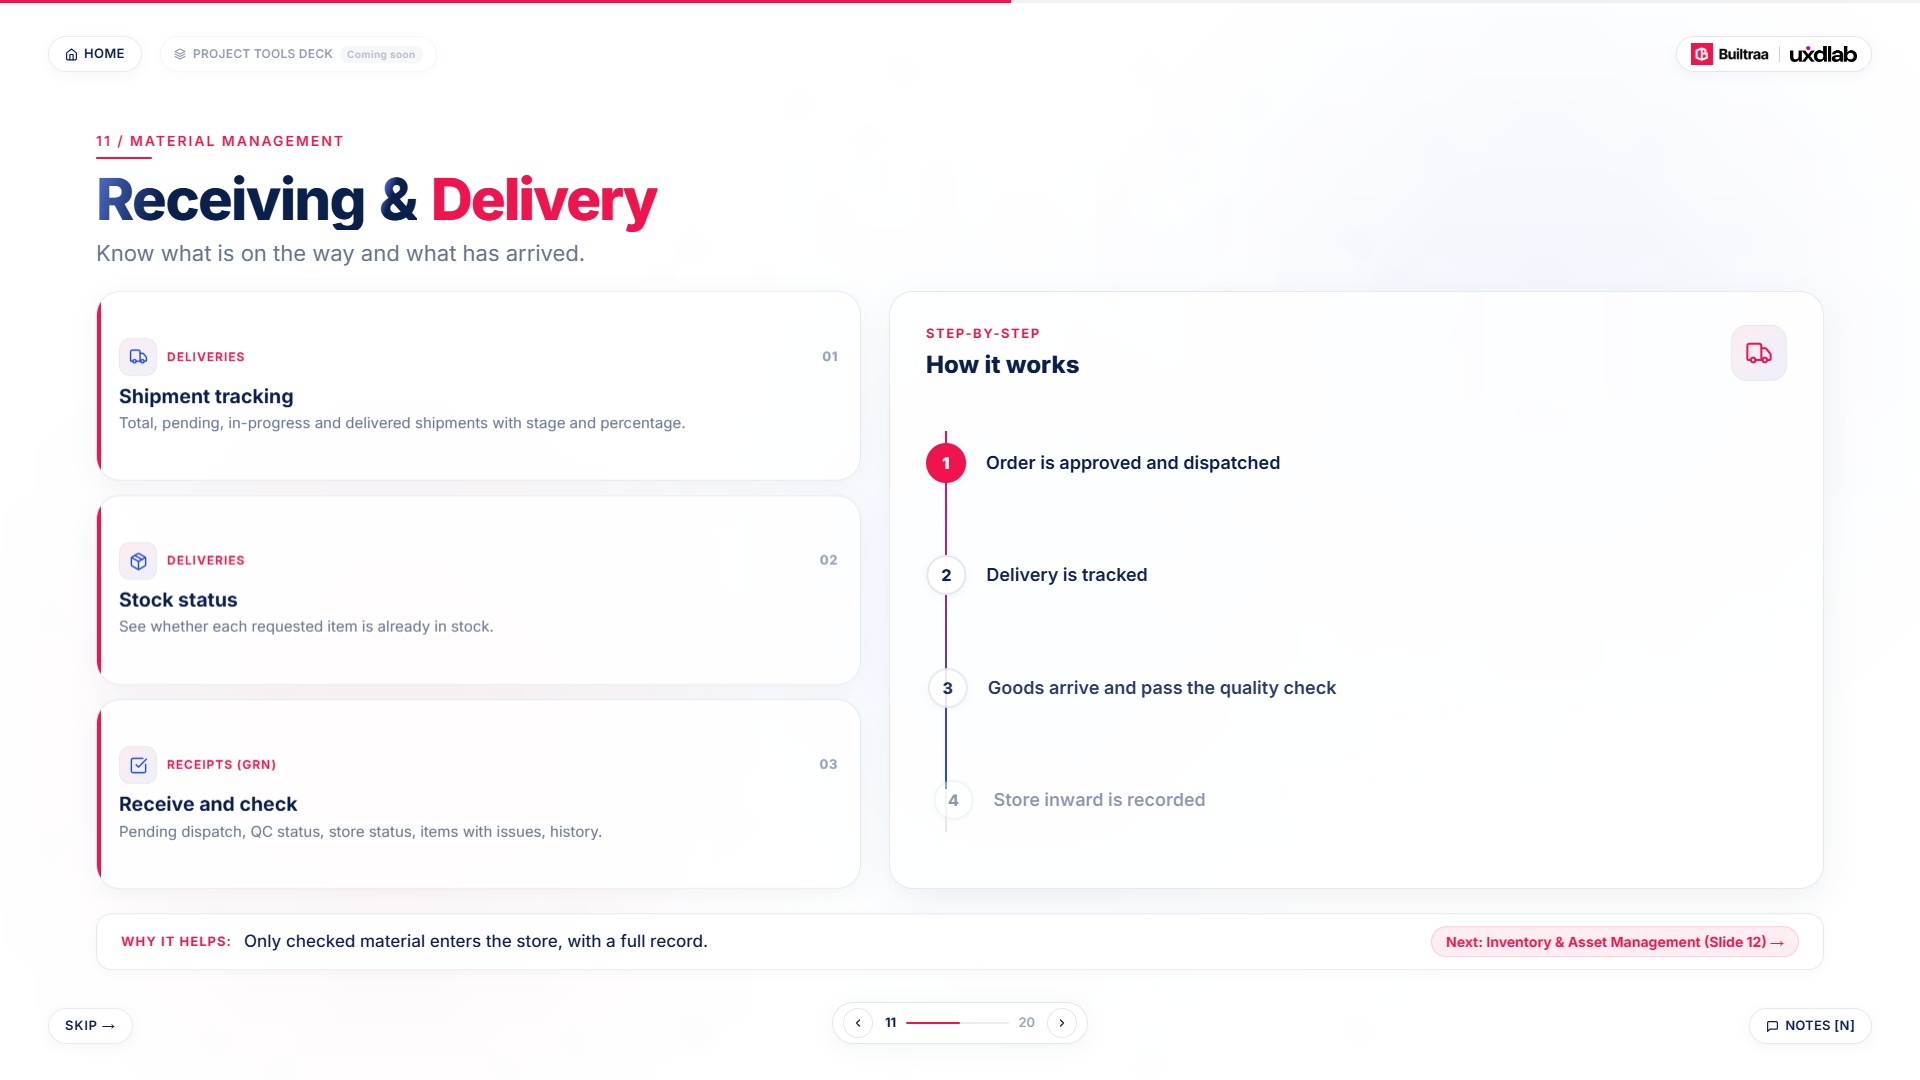 HOME
PROJECT TOOLS DECK Coming soon
Builtraa
uxdlab
11 / MATERIAL MANAGEMENT
Receiving & Delivery
Know what is on the way and what has arrived.
DELIVERIES
01
Shipment tracking
Total, pending, in-progress and delivered shipments with stage and percentage.
DELIVERIES
02
Stock status
See whether each requested item is already in stock.
RECEIPTS (GRN)
03
Receive and check
Pending dispatch, QC status, store status, items with issues, history.
STEP-BY-STEP
How it works
1 Order is approved and dispatched
2 Delivery is tracked
3 Goods arrive and pass the quality check
4 Store inward is recorded
WHY IT HELPS: Only checked material enters the store, with a full record.
Next: Inventory & Asset Management (Slide 12) →
SKIP →
‹ 11 20 ›
NOTES [N]